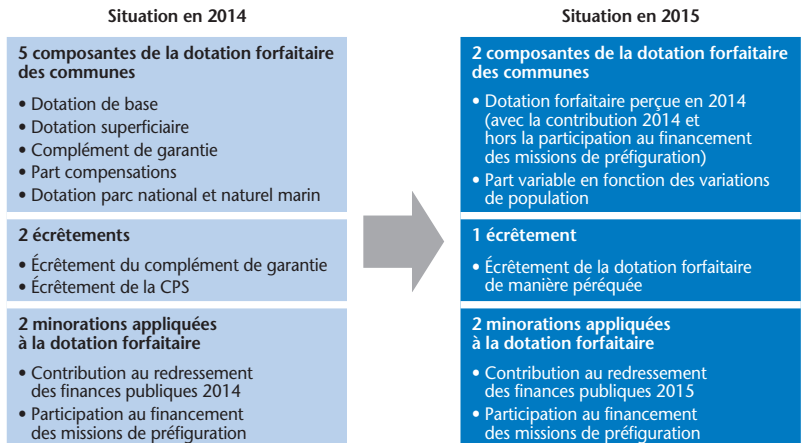 Situation en 2014
5 composantes de la dotation forfaitaire
des communes
• Dotation de base
• Dotation superficiaire
• Complément de garantie
• Part compensations
• Dotation parc national et naturel marin
2 écrêtements
• Écrêtement du complément de garantie
• Écrêtement de la CPS
2 minorations appliquées
à la dotation forfaitaire
• Contribution au redressement
des finances publiques 2014
• Participation au financement
des missions de préfiguration
Situation en 2015
2 composantes de la dotation forfaitaire
des communes
• Dotation forfaitaire perçue en 2014
(avec la contribution 2014 et
hors la participation au financement
des missions de préfiguration)
• Part variable en fonction des variations
de population
1 écrêtement
• Écrêtement de la dotation forfaitaire
de manière péréquée
2 minorations appliquées
à la dotation forfaitaire
• Contribution au redressement
des finances publiques 2015
• Participation au financement
des missions de préfiguration